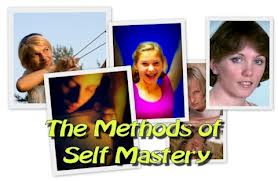 The Methods of
Self Mastery